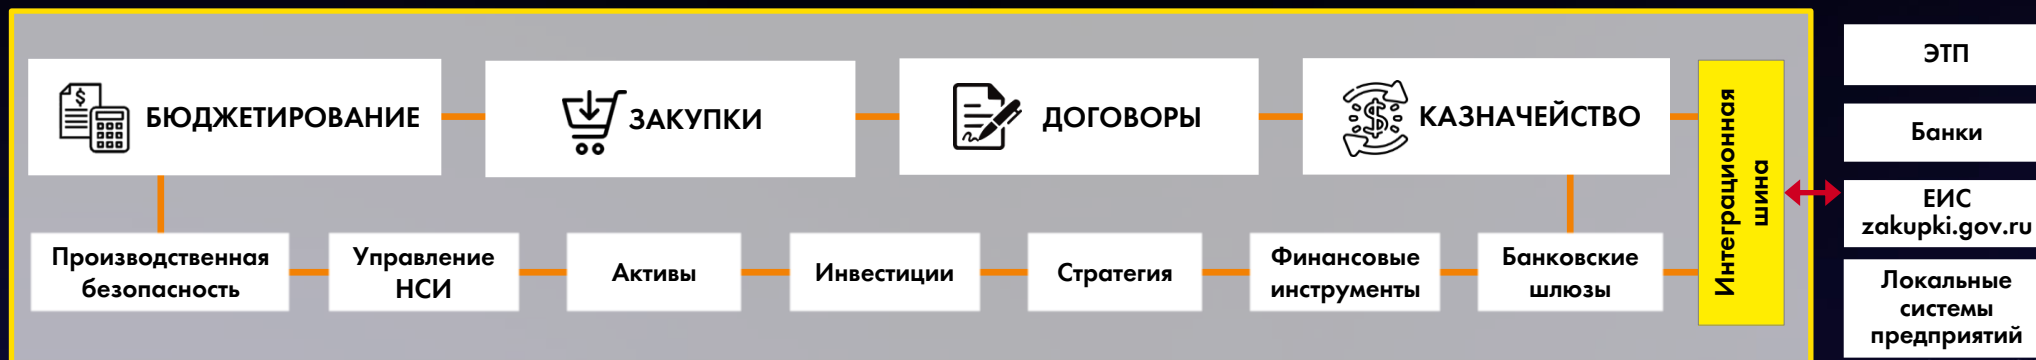 БЮДЖЕТИРОВАНИЕ
ЗАКУПКИ
ДОГОВОРЫ
КАЗНАЧЕЙСТВО
Производственная
безопасность
Управление
НСИ
Активы
Инвестиции
Стратегия
Финансовые
инструменты
Банковские
шлюзы
Интеграционная
шина
ЭТП
Банки
ЕИС
zakupki.gov.ru
Локальные
системы
предприятий